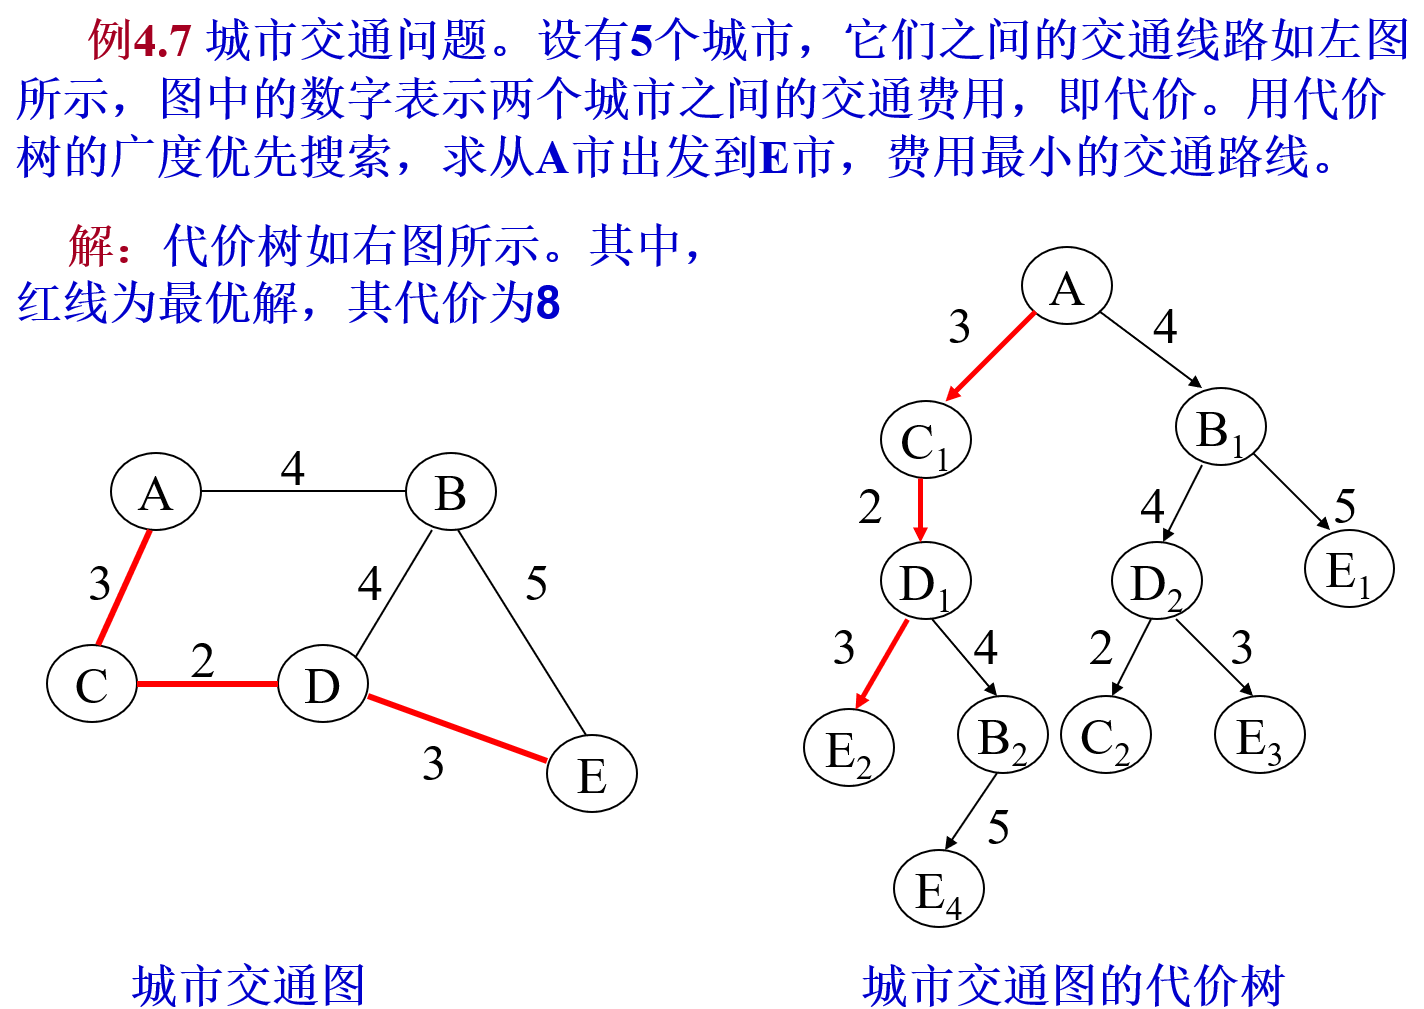 例4.7 城市交通问题。设有5个城市，它们之间的交通线路如左图
所示，图中的数字表示两个城市之间的交通费用，即代价。用代价
树的广度优先搜索，求从A市出发到E市，费用最小的交通路线。
解：代价树如右图所示。其中，
红线为最优解，其代价为8
A
4
B
3
4
5
C
2
D
3
E
城市交通图
A
3
4
C1
B1
2
4
5
D1
D2
E1
3
4
2
3
E2
B2
C2
E3
5
E4
城市交通图的代价树